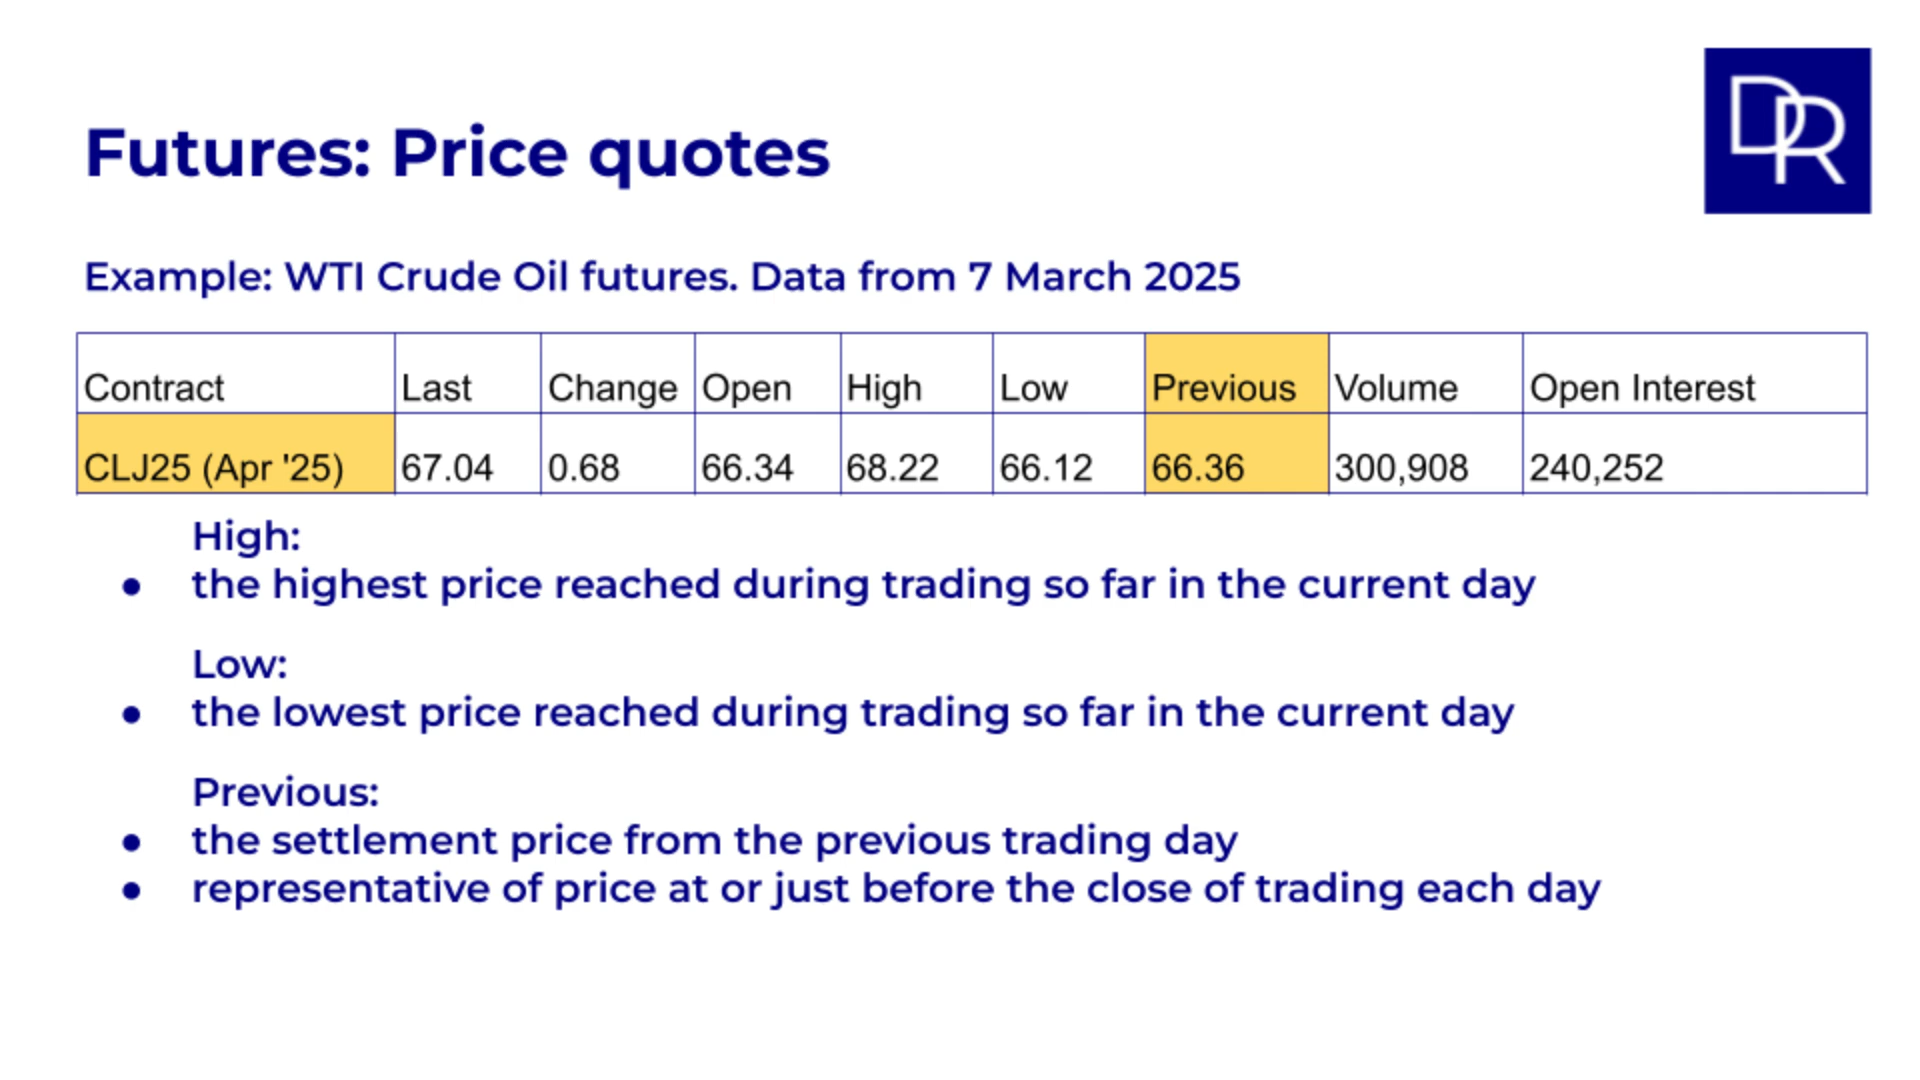 DR
Futures: Price quotes
Example: WTI Crude Oil futures. Data from 7 March 2025
Contract Last Change Open High Low Previous Volume Open Interest
CLJ25 (Apr '25) 67.04 0.68 66.34 68.22 66.12 66.36 300,908 240,252
High:
● the highest price reached during trading so far in the current day
Low:
● the lowest price reached during trading so far in the current day
Previous:
● the settlement price from the previous trading day
● representative of price at or just before the close of trading each day